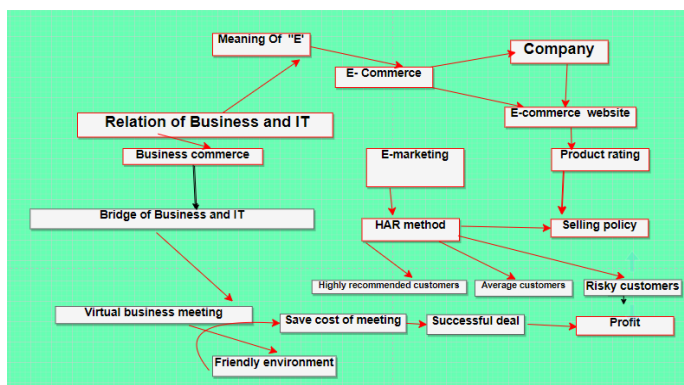 Meaning Of "E'
Company
E- Commerce
Relation of Business and IT
E-commerce website
Business commerce
E-marketing
Product rating
Bridge of Business and IT
HAR method
Selling policy
Highly recommended customers
Average customers
Risky customers
Virtual business meeting
Save cost of meeting
Successful deal
Profit
Friendly environment